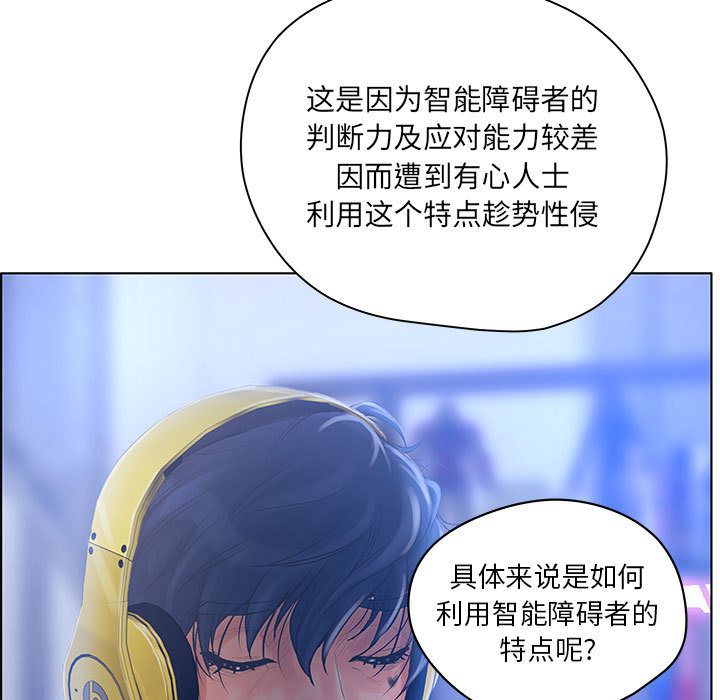 这是因为智能障碍者的
判断力及应对能力较差
因而遭到有心人士
利用这个特点趁势性侵
具体来说是如何
利用智能障碍者的
特点呢?